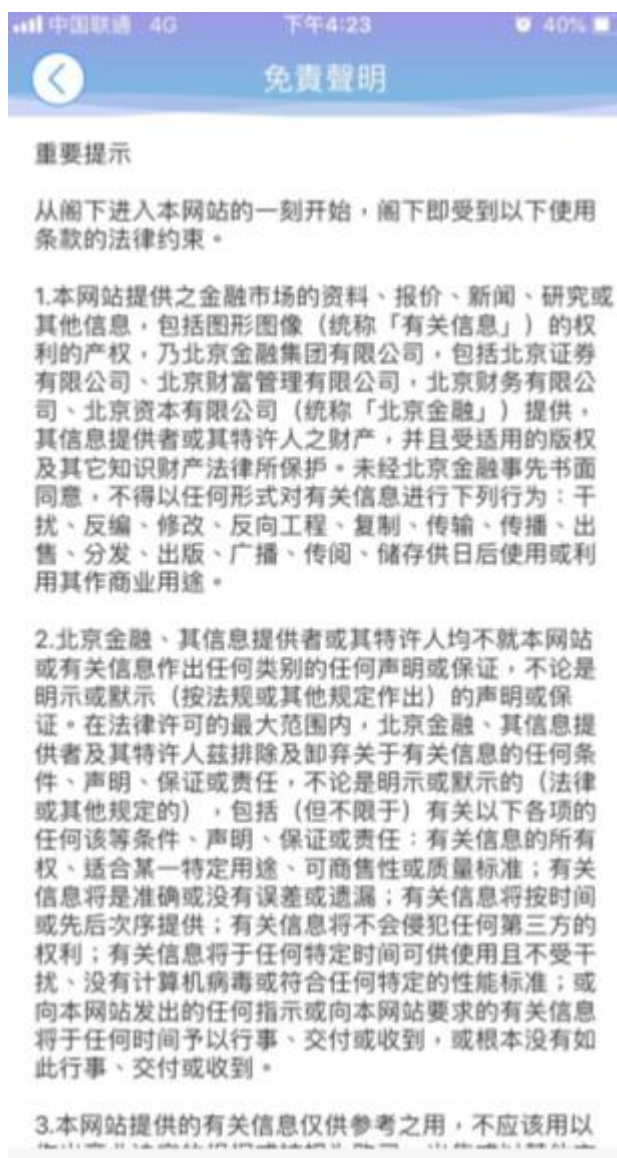 中国联通 4G 下午4:23 40%
免責聲明
重要提示
从阁下进入本网站的一刻开始，阁下即受到以下使用
条款的法律约束。
1.本网站提供之金融市场的资料、报价、新闻、研究或
其他信息，包括图形图像（统称「有关信息」）的权
利的产权，乃北京金融集团有限公司，包括北京证券
有限公司、北京财富管理有限公司，北京财务有限公
司、北京资本有限公司（统称「北京金融」）提供，
其信息提供者或其特许人之财产，并且受适用的版权
及其它知识财产法律所保护。未经北京金融事先书面
同意，不得以任何形式对有关信息进行下列行为：干
扰、反编、修改、反向工程、复制、传输、传播、出
售、分发、出版、广播、传阅、储存供日后使用或利
用其作商业用途。
2.北京金融、其信息提供者或其特许人均不就本网站
或有关信息作出任何类别的任何声明或保证，不论是
明示或默示（按法规或其他规定作出）的声明或保
证。在法律许可的最大范围内，北京金融、其信息提
供者及其特许人兹排除及卸弃关于有关信息的任何条
件、声明、保证或责任，不论是明示或默示的（法律
或其他规定的），包括（但不限于）有关以下各项的
任何该等条件、声明、保证或责任：有关信息的所有
权、适合某一特定用途、可商售性或质量标准；有关
信息将是准确或没有误差或遗漏；有关信息将按时间
或先后次序提供；有关信息将不会侵犯任何第三方的
权利；有关信息将于任何特定时间可供使用且不受干
扰、没有计算机病毒或符合任何特定的性能标准；或
向本网站发出的任何指示或向本网站要求的有关信息
将于任何时间予以行事、交付或收到，或根本没有如
此行事、交付或收到。
3.本网站提供的有关信息仅供参考之用，不应该用以